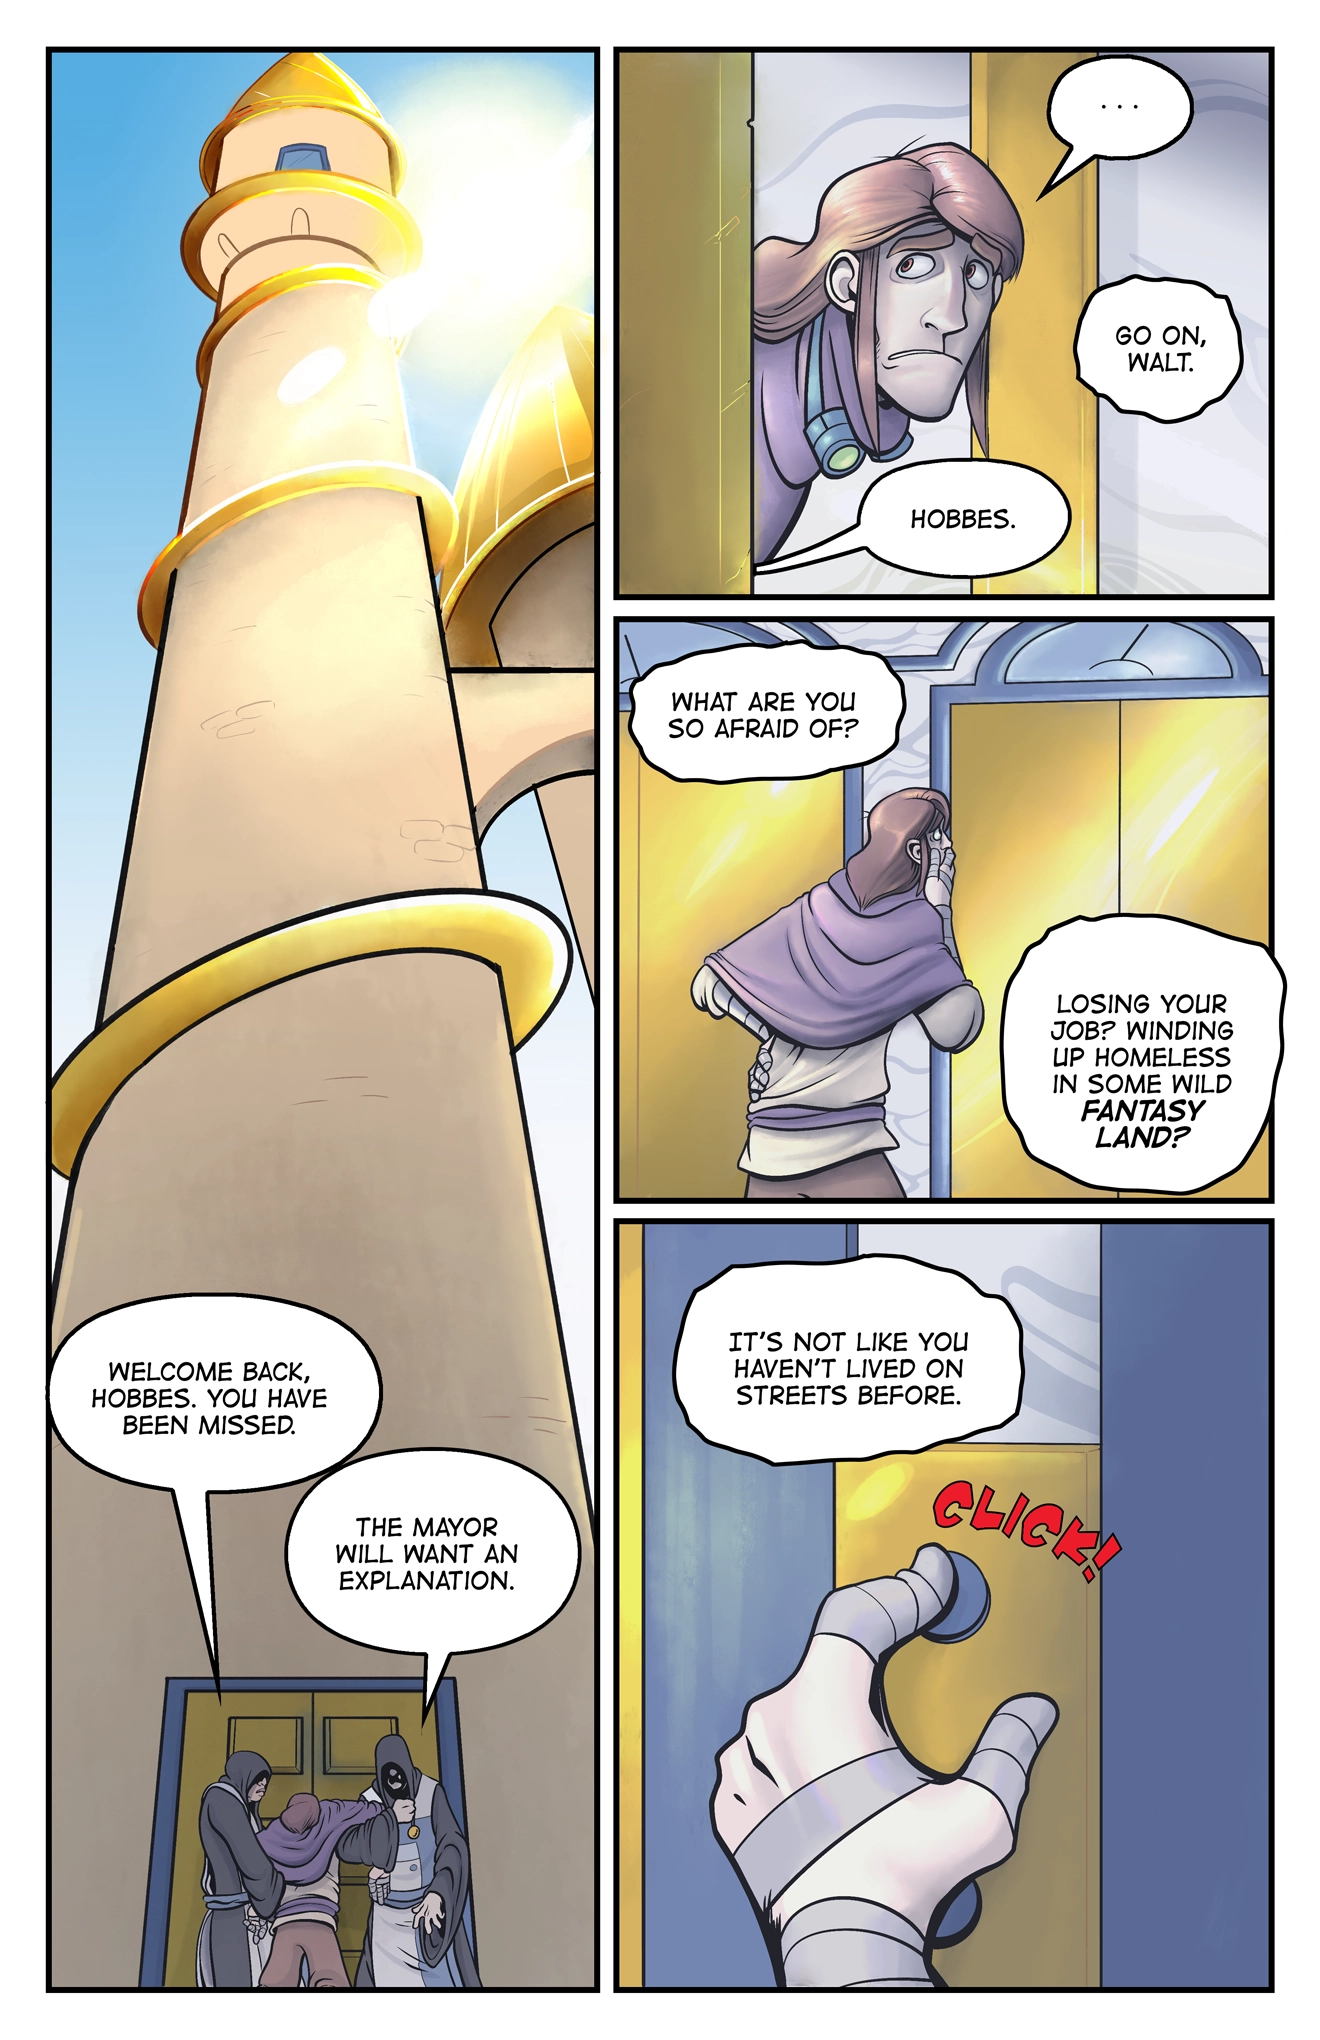 WELCOME BACK,
HOBBES. YOU HAVE
BEEN MISSED.
THE MAYOR
WILL WANT AN
EXPLANATION.
...
GO ON,
WALT.
HOBBES.
WHAT ARE YOU
SO AFRAID OF?
LOSING YOUR
JOB? WINDING
UP HOMELESS
IN SOME WILD
FANTASY
LAND?
IT'S NOT LIKE YOU
HAVEN'T LIVED ON
STREETS BEFORE.
CLICK!